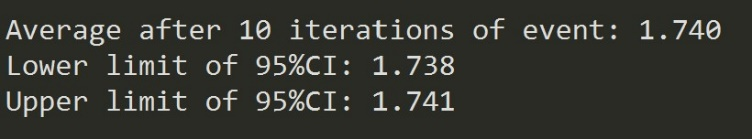 Average after 10 iterations of event: 1.740
Lower limit of 95%CI: 1.738
Upper limit of 95%CI: 1.741